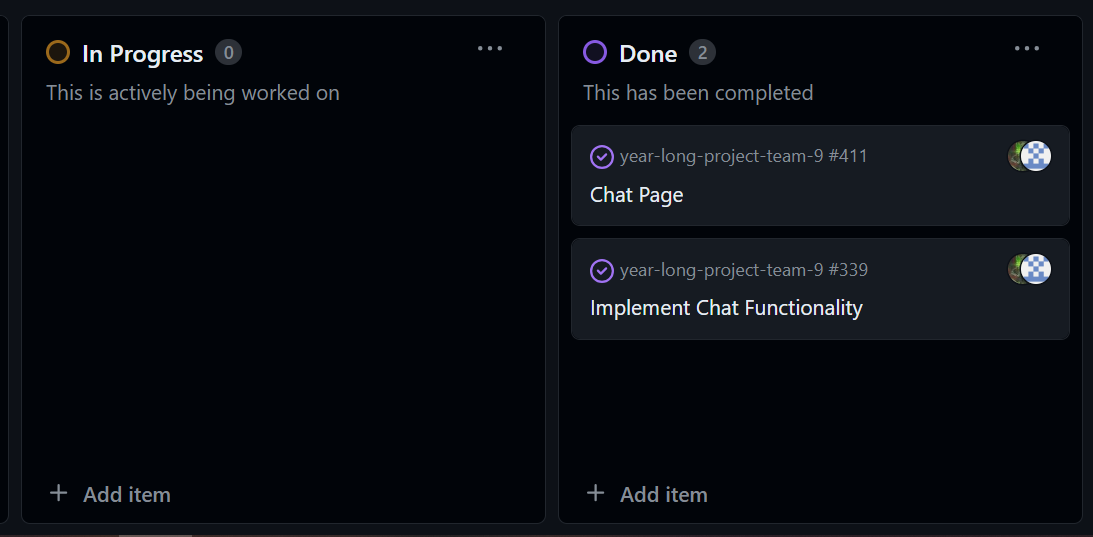 In Progress 0
This is actively being worked on
+ Add item
Done 2
This has been completed
year-long-project-team-9 #411
Chat Page
year-long-project-team-9 #339
Implement Chat Functionality
+ Add item